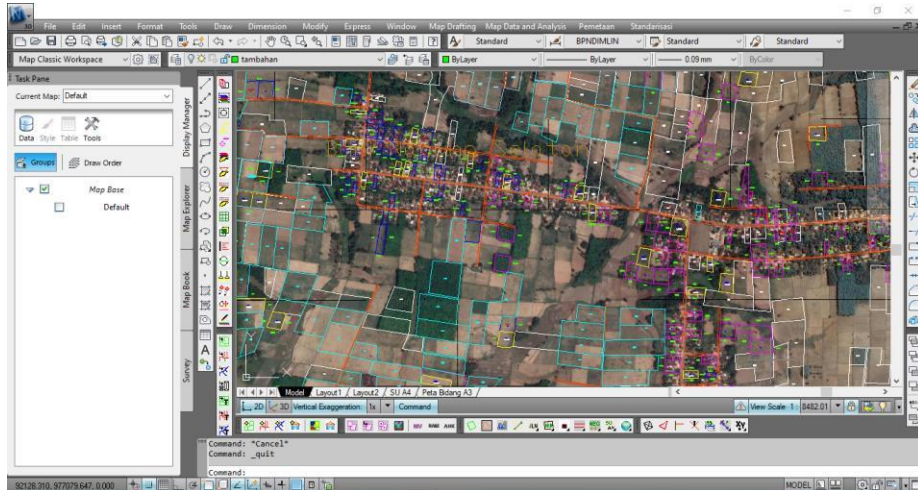 File Edit Insert Format Tools Draw Dimension Modify Express Window Map Drafting Map Data and Analysis Pemetaan Standarisasi
Standard BPNDIMLIN Standard Standard
Map Classic Workspace tambahan ByLayer ByLayer 0.09 mm ByColor
Task Pane
Current Map: Default
Data Style Table Tools
Groups Draw Order
Map Base
Default
Display Manager
Map Explorer
Map Book
Survey
Model Layout1 Layout2 SU A4 Peta Bidang A3
2D 3D Vertical Exaggeration: 1x Command View Scale 1: 8482.01
Command: *Cancel*
Command: _quit
Command:
92128.310, 977079.647, 0.000 MODEL